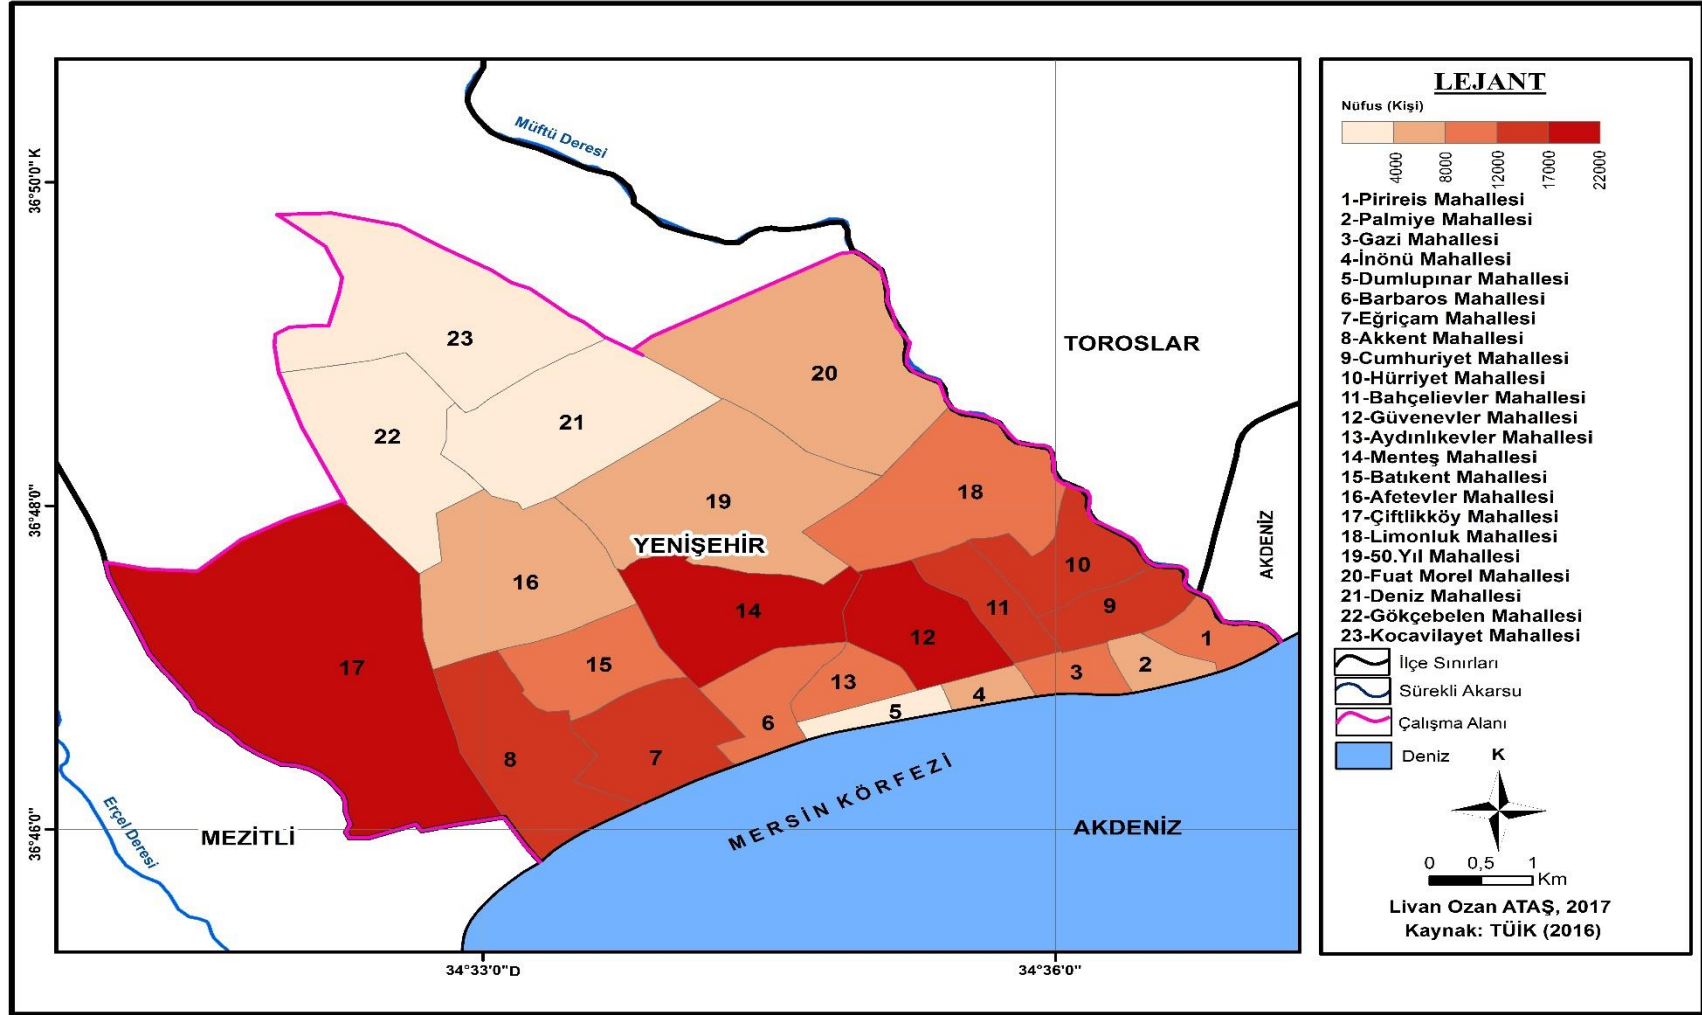 LEJANT
Nüfus (Kişi)
4000
8000
12000
17000
22000
1-Pirireis Mahallesi
2-Palmiye Mahallesi
3-Gazi Mahallesi
4-İnönü Mahallesi
5-Dumlupınar Mahallesi
6-Barbaros Mahallesi
7-Eğriçam Mahallesi
8-Akkent Mahallesi
9-Cumhuriyet Mahallesi
10-Hürriyet Mahallesi
11-Bahçelievler Mahallesi
12-Güvenevler Mahallesi
13-Aydınlıkevler Mahallesi
14-Menteş Mahallesi
15-Batıkent Mahallesi
16-Afetevler Mahallesi
17-Çiftlikköy Mahallesi
18-Limonluk Mahallesi
19-50.Yıl Mahallesi
20-Fuat Morel Mahallesi
21-Deniz Mahallesi
22-Gökçebelen Mahallesi
23-Kocavilayet Mahallesi
İlçe Sınırları
Sürekli Akarsu
Çalışma Alanı
Deniz
K
0 0,5 1
Km
Livan Ozan ATAŞ, 2017
Kaynak: TÜİK (2016)
36°50'0" K
36°48'0"
36°46'0"
34°33'0"D
34°36'0"
Müftü Deresi
TOROSLAR
23
20
22
21
19
18
YENİŞEHİR
AKDENİZ
16
14
10
11
9
12
1
17
15
13
3
2
4
5
6
8
7
MERSİN KÖRFEZİ
AKDENİZ
MEZİTLİ
Erçel Deresi